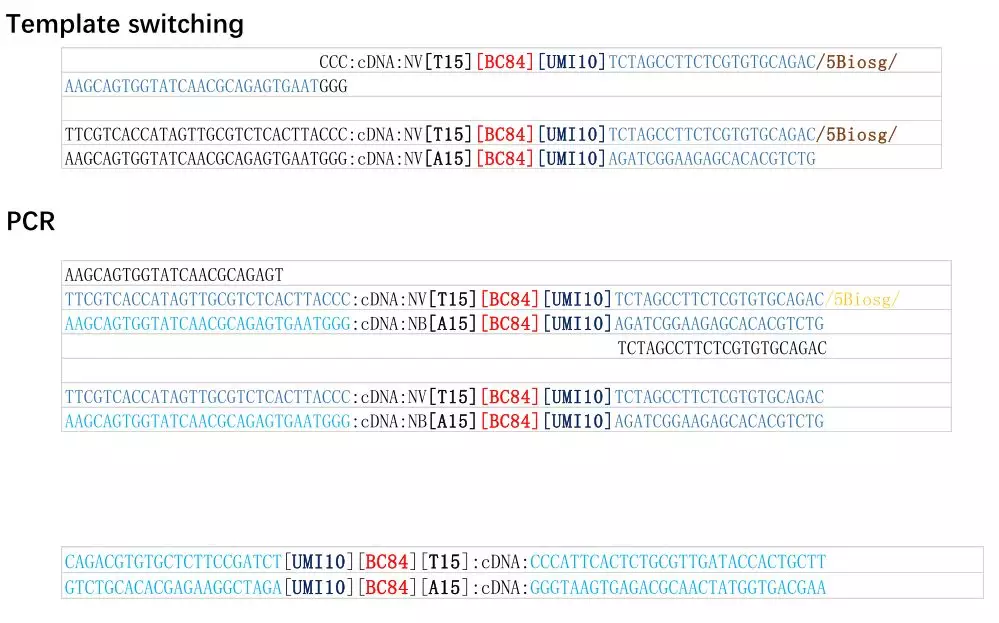 Template switching
CCC:cDNA:NV[T15][BC84][UMI10]TCTAGCCTTCTCGTGTGCAGAC/5Biosg/
AAGCAGTGGTATCAACGCAGAGTGAATGGG
TTCGTCACCATAGTTGCGTCTCACTTACCC:cDNA:NV[T15][BC84][UMI10]TCTAGCCTTCTCGTGTGCAGAC/5Biosg/
AAGCAGTGGTATCAACGCAGAGTGAATGGG:cDNA:NV[A15][BC84][UMI10]AGATCGGAAGAGCACACGTCTG
PCR
AAGCAGTGGTATCAACGCAGAGT
TTCGTCACCATAGTTGCGTCTCACTTACCC:cDNA:NV[T15][BC84][UMI10]TCTAGCCTTCTCGTGTGCAGAC/5Biosg/
AAGCAGTGGTATCAACGCAGAGTGAATGGG:cDNA:NB[A15][BC84][UMI10]AGATCGGAAGAGCACACGTCTG
TCTAGCCTTCTCGTGTGCAGAC
TTCGTCACCATAGTTGCGTCTCACTTACCC:cDNA:NV[T15][BC84][UMI10]TCTAGCCTTCTCGTGTGCAGAC
AAGCAGTGGTATCAACGCAGAGTGAATGGG:cDNA:NB[A15][BC84][UMI10]AGATCGGAAGAGCACACGTCTG
CAGACGTGTGCTCTTCCGATCT[UMI10][BC84][T15]:cDNA:CCCATTCACTCTGCGTTGATACCACTGCTT
GTCTGCACACGAGAAGGCTAGA[UMI10][BC84][A15]:cDNA:GGGTAAGTGAGACGCAACTATGGTGACGAA